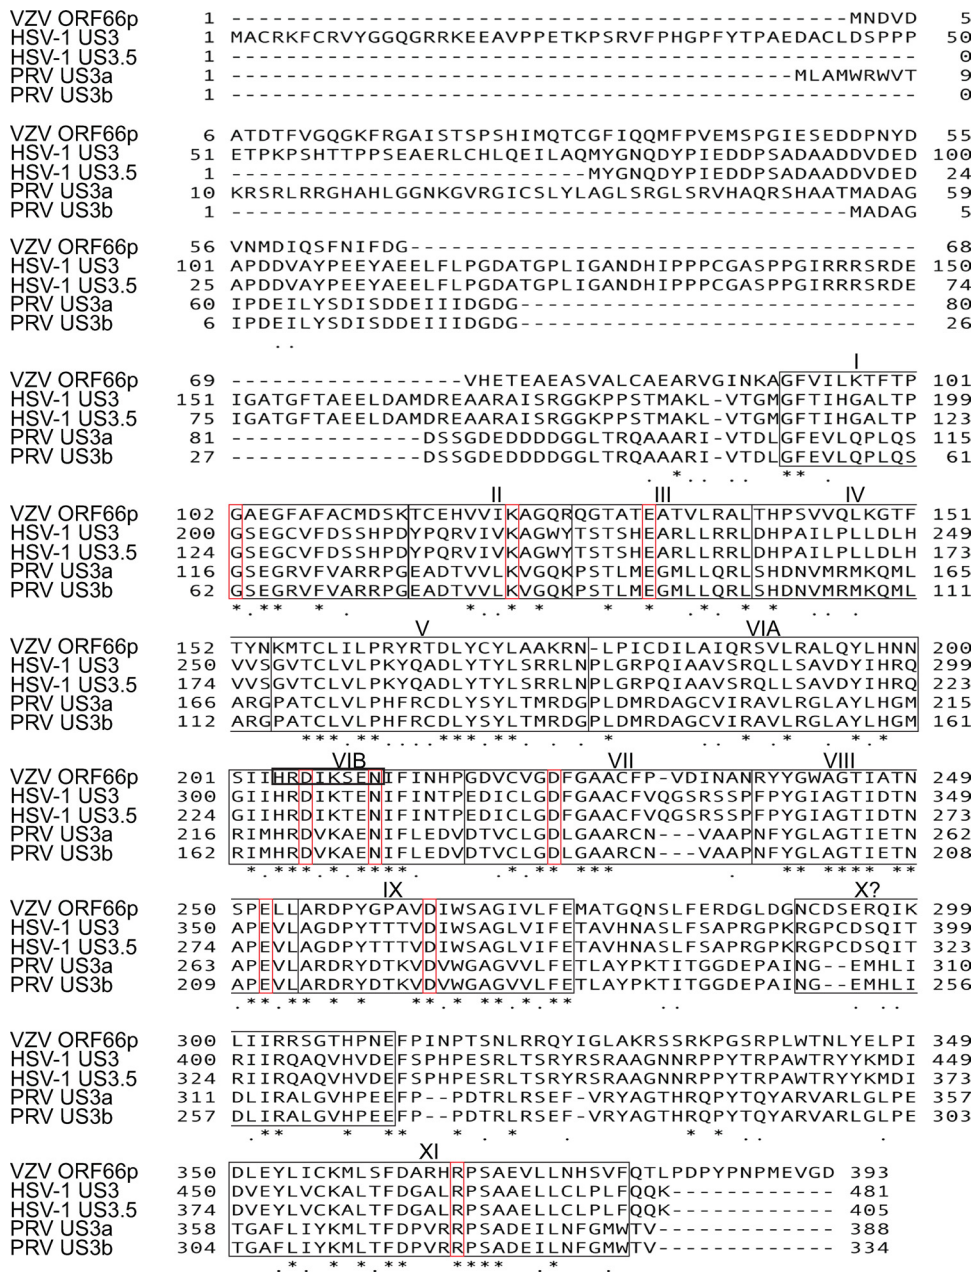 VZV ORF66p 1 ---------------------------------------------MNDVD 5
HSV-1 US3 1 MACRKFCRVYGGQGRRKEEAVPPETKPSRVFPHGPFYTPAEDACLDSPPP 50
HSV-1 US3.5 1 -------------------------------------------------- 0
PRV US3a 1 -----------------------------------------MLAMWRWVT 9
PRV US3b 1 -------------------------------------------------- 0
VZV ORF66p 6 ATDTFVGQGKFRGAISTSPSHIMQTCGFIQQMFPVEMSPGIESEDDPNYD 55
HSV-1 US3 51 ETPKPSHTTPPSEAERLCHLQEILAQMYGNQDYPIEDDPSADAADDVDED 100
HSV-1 US3.5 1 --------------------------MYGNQDYPIEDDPSADAADDVDED 24
PRV US3a 10 KRSRLRRGHAHLGGNKGVRGICSLYLAGLSRGLSRVHAQRSHAATMADAG 59
PRV US3b 1 ---------------------------------------------MADAG 5
VZV ORF66p 56 VNMDIQSFNIFDG------------------------------------- 68
HSV-1 US3 101 APDDVAYPEEYAEELFLPGDATGPLIGANDHIPPPCGASPPGIRRRSRDE 150
HSV-1 US3.5 25 APDDVAYPEEYAEELFLPGDATGPLIGANDHIPPPCGASPPGIRRRSRDE 74
PRV US3a 60 IPDEILYSDISDDEIIIDGDG----------------------------- 80
PRV US3b 6 IPDEILYSDISDDEIIIDGDG----------------------------- 26
. .
I
VZV ORF66p 69 -----------------VHETEAEASVALCAEARVGINKAGFVILKTFTP 101
HSV-1 US3 151 IGATGFTAEELDAMDREAARAISRGGKPPSTMAKL-VTGMGFTIHGALTP 199
HSV-1 US3.5 75 IGATGFTAEELDAMDREAARAISRGGKPPSTMAKL-VTGMGFTIHGALTP 123
PRV US3a 81 --------------DSSGDEDDDDGGLTRQAAARI-VTDLGFEVLQPLQS 115
PRV US3b 27 --------------DSSGDEDDDDGGLTRQAAARI-VTDLGFEVLQPLQS 61
. * . . . . * * .
II III IV
VZV ORF66p 102 GAEGFAFACMDSKTCEHVVIKAGQRQGTATEATVLRALTHPSVVQLKGTF 151
HSV-1 US3 200 GSEGCVFDSSHPDYPQRVIVKAGWYTSTSHEARLLRRLDHPAILPLLDLH 249
HSV-1 US3.5 124 GSEGCVFDSSHPDYPQRVIVKAGWYTSTSHEARLLRRLDHPAILPLLDLH 173
PRV US3a 116 GSEGRVFVARRPGEADTVVLKVGQKPSTLMEGMLLQRLSHDNVMRMKQML 165
PRV US3b 62 GSEGRVFVARRPGEADTVVLKVGQKPSTLMEGMLLQRLSHDNVMRMKQML 111
* . * * * . * . . * * * * . * . * * . . .
V VIA
VZV ORF66p 152 TYNKMTCLILPRYRTDLYCYLAAKRN-LPICDILAIQRSVLRALQYLHNN 200
HSV-1 US3 250 VVSGVTCLVLPKYQADLYTYLSRRLNPLGRPQIAAVSRQLLSAVDYIHRQ 299
HSV-1 US3.5 174 VVSGVTCLVLPKYQADLYTYLSRRLNPLGRPQIAAVSRQLLSAVDYIHRQ 223
PRV US3a 166 ARGPATCLVLPHFRCDLYSYLTMRDGPLDMRDAGCVIRAVLRGLAYLHGM 215
PRV US3b 112 ARGPATCLVLPHFRCDLYSYLTMRDGPLDMRDAGCVIRAVLRGLAYLHGM 161
* * * . * * . . . . * * * . * * . . . . * . * . . * . *
VIB VII VIII
VZV ORF66p 201 SIIHRDIKSENIFINHPGDVCVGDFGAACFP-VDINANRYYGWAGTIATN 249
HSV-1 US3 300 GIIHRDIKTENIFINTPEDICLGDFGAACFVQGSRSSPFPYGIAGTIDTN 349
HSV-1 US3.5 224 GIIHRDIKTENIFINTPEDICLGDFGAACFVQGSRSSPFPYGIAGTIDTN 273
PRV US3a 216 RIMHRDVKAENIFLEDVDTVCLGDLGAARCN---VAAPNFYGLAGTIETN 262
PRV US3b 162 RIMHRDVKAENIFLEDVDTVCLGDLGAARCN---VAAPNFYGLAGTIETN 208
* . * * * . * . * * * * . . * . * * . * * * . * * . * * * * * *
IX X?
VZV ORF66p 250 SPELLARDPYGPAVDIWSAGIVLFEMATGQNSLFERDGLDGNCDSERQIK 299
HSV-1 US3 350 APEVLAGDPYTTTVDIWSAGIVIFETAVHNASLFSAPRGPKRGPCDSQIT 399
HSV-1 US3.5 274 APEVLAGDPYTTTVDIWSAGIVIFETAVHNASLFSAPRGPKRGPCDSQIT 323
PRV US3a 263 APEVLARDRYDTKVDVWGAGVVLFETLAYPKTITGGDEPAING--EMHLI 310
PRV US3b 209 APEVLARDRYDTKVDVWGAGVVLFETLAYPKTITGGDEPAING--EMHLI 256
. * * . * * * * * * . * . * * . * . * * . . . . .
VZV ORF66p 300 LIIRRSGTHPNEFPINPTSNLRRQYIGLAKRSSRKPGSRPLWTNLYELPI 349
HSV-1 US3 400 RIIRQAQVHVDEFSPHPESRLTSRYRSRAAGNNRPPYTRPAWTRYYKMDI 449
HSV-1 US3.5 324 RIIRQAQVHVDEFSPHPESRLTSRYRSRAAGNNRPPYTRPAWTRYYKMDI 373
PRV US3a 311 DLIRALGVHPEEFP--PDTRLRSEF-VRYAGTHRQPYTQYARVARLGLPE 357
PRV US3b 257 DLIRALGVHPEEFP--PDTRLRSEF-VRYAGTHRQPYTQYARVARLGLPE 303
. * * * * * * . * . * * .
XI
VZV ORF66p 350 DLEYLICKMLSFDARHRPSAEVLLNHSVFQTLPDPYPNPMEVGD 393
HSV-1 US3 450 DVEYLVCKALTFDGALRPSAAELLCLPLFQQK------------ 481
HSV-1 US3.5 374 DVEYLVCKALTFDGALRPSAAELLCLPLFQQK------------ 405
PRV US3a 358 TGAFLIYKMLTFDPVRRPSADEILNFGMWTV------------- 388
PRV US3b 304 TGAFLIYKMLTFDPVRRPSADEILNFGMWTV------------- 334
. * . * * . * * * * * * . * .